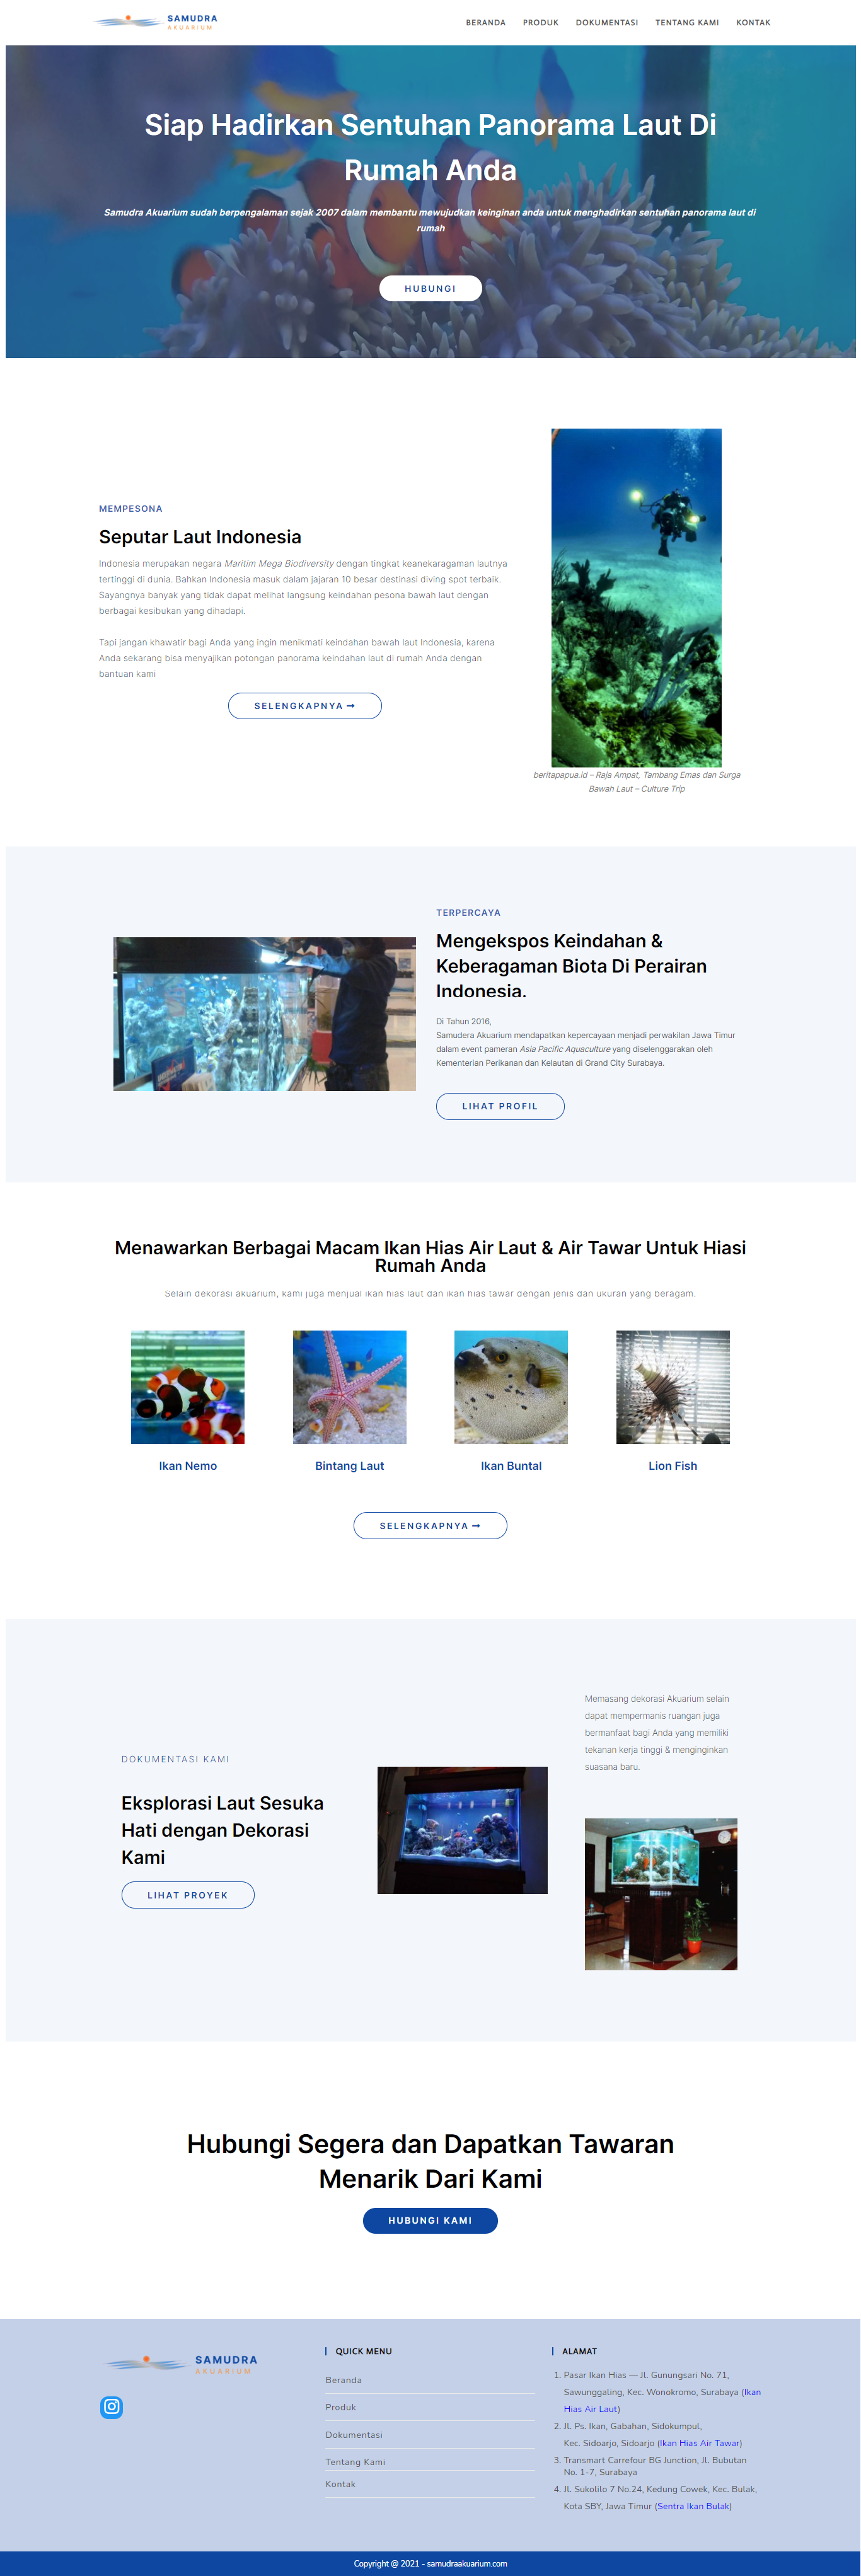 SAMUDRA
AKUARIUM
BERANDA PRODUK DOKUMENTASI TENTANG KAMI KONTAK
Siap Hadirkan Sentuhan Panorama Laut Di
Rumah Anda
Samudra Akuarium sudah berpengalaman sejak 2007 dalam membantu mewujudkan keinginan anda untuk menghadirkan sentuhan panorama laut di
rumah
HUBUNGI
MEMPESONA
Seputar Laut Indonesia
Indonesia merupakan negara Maritim Mega Biodiversity dengan tingkat keanekaragaman lautnya
tertinggi di dunia. Bahkan Indonesia masuk dalam jajaran 10 besar destinasi diving spot terbaik.
Sayangnya banyak yang tidak dapat melihat langsung keindahan pesona bawah laut dengan
berbagai kesibukan yang dihadapi.
Tapi jangan khawatir bagi Anda yang ingin menikmati keindahan bawah laut Indonesia, karena
Anda sekarang bisa menyajikan potongan panorama keindahan laut di rumah Anda dengan
bantuan kami
SELENGKAPNYA
beritapapua.id – Raja Ampat, Tambang Emas dan Surga
Bawah Laut – Culture Trip
TERPERCAYA
Mengekspos Keindahan &
Keberagaman Biota Di Perairan
Indonesia.
Di Tahun 2016,
Samudera Akuarium mendapatkan kepercayaan menjadi perwakilan Jawa Timur
dalam event pameran Asia Pacific Aquaculture yang diselenggarakan oleh
Kementerian Perikanan dan Kelautan di Grand City Surabaya.
LIHAT PROFIL
Menawarkan Berbagai Macam Ikan Hias Air Laut & Air Tawar Untuk Hiasi
Rumah Anda
Selain dekorasi akuarium, kami juga menjual ikan hias laut dan ikan hias tawar dengan jenis dan ukuran yang beragam.
Ikan Nemo
Bintang Laut
Ikan Buntal
Lion Fish
SELENGKAPNYA
DOKUMENTASI KAMI
Eksplorasi Laut Sesuka
Hati dengan Dekorasi
Kami
LIHAT PROYEK
Memasang dekorasi Akuarium selain
dapat mempermanis ruangan juga
bermanfaat bagi Anda yang memiliki
tekanan kerja tinggi & menginginkan
suasana baru.
Hubungi Segera dan Dapatkan Tawaran
Menarik Dari Kami
HUBUNGI KAMI
SAMUDRA
AKUARIUM
QUICK MENU
Beranda
Produk
Dokumentasi
Tentang Kami
Kontak
ALAMAT
1. Pasar Ikan Hias — Jl. Gunungsari No. 71,
Sawunggaling, Kec. Wonokromo, Surabaya (Ikan
Hias Air Laut)
2. Jl. Ps. Ikan, Gabahan, Sidokumpul,
Kec. Sidoarjo, Sidoarjo (Ikan Hias Air Tawar)
3. Transmart Carrefour BG Junction, Jl. Bubutan
No. 1-7, Surabaya
4. Jl. Sukolilo 7 No.24, Kedung Cowek, Kec. Bulak,
Kota SBY, Jawa Timur (Sentra Ikan Bulak)
Copyright @ 2021 - samudraakuarium.com